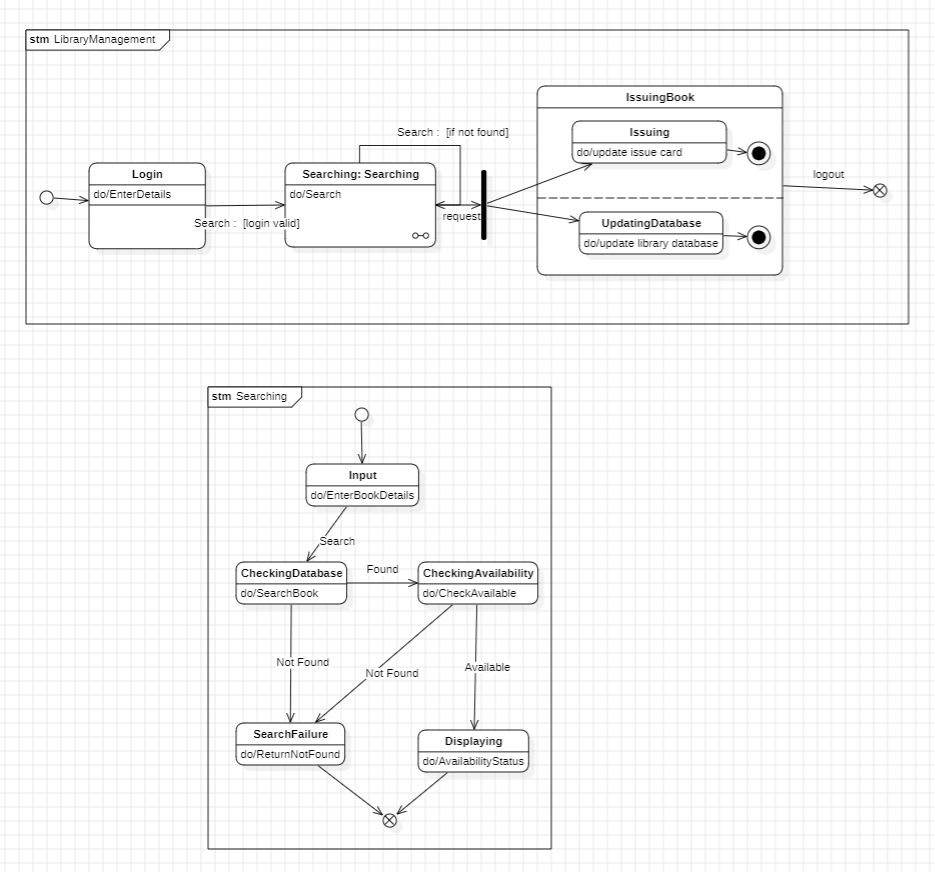 stm LibraryManagement
IssuingBook
Search :  [if not found]
Issuing
do/update issue card
Login
do/EnterDetails
Searching: Searching
do/Search
logout
Search :  [login valid]
request
UpdatingDatabase
do/update library database
stm Searching
Input
do/EnterBookDetails
Search
CheckingDatabase
do/SearchBook
Found
CheckingAvailability
do/CheckAvailable
Not Found
Not Found
Available
SearchFailure
do/ReturnNotFound
Displaying
do/AvailabilityStatus